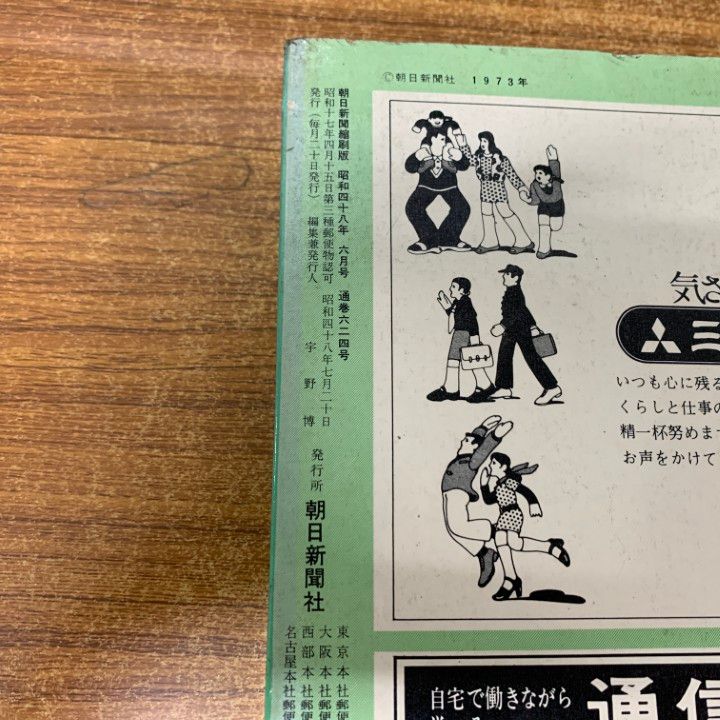 ©朝日新聞社 1973年
朝日新聞縮刷版 昭和四十八年 六月号 通巻六二四号
昭和十七年四月十五日第三種郵便物認可 昭和四十八年七月二十日
発行(毎月二十日発行) 編集兼発行人 宇野博
発行所 朝日新聞社
東京本社郵便
大阪本社郵便
西部本社郵便
名古屋本社郵便
三
いつも心に残る
くらしと仕事の
精一杯努めます
お声をかけて
自宅で働きながら
通信